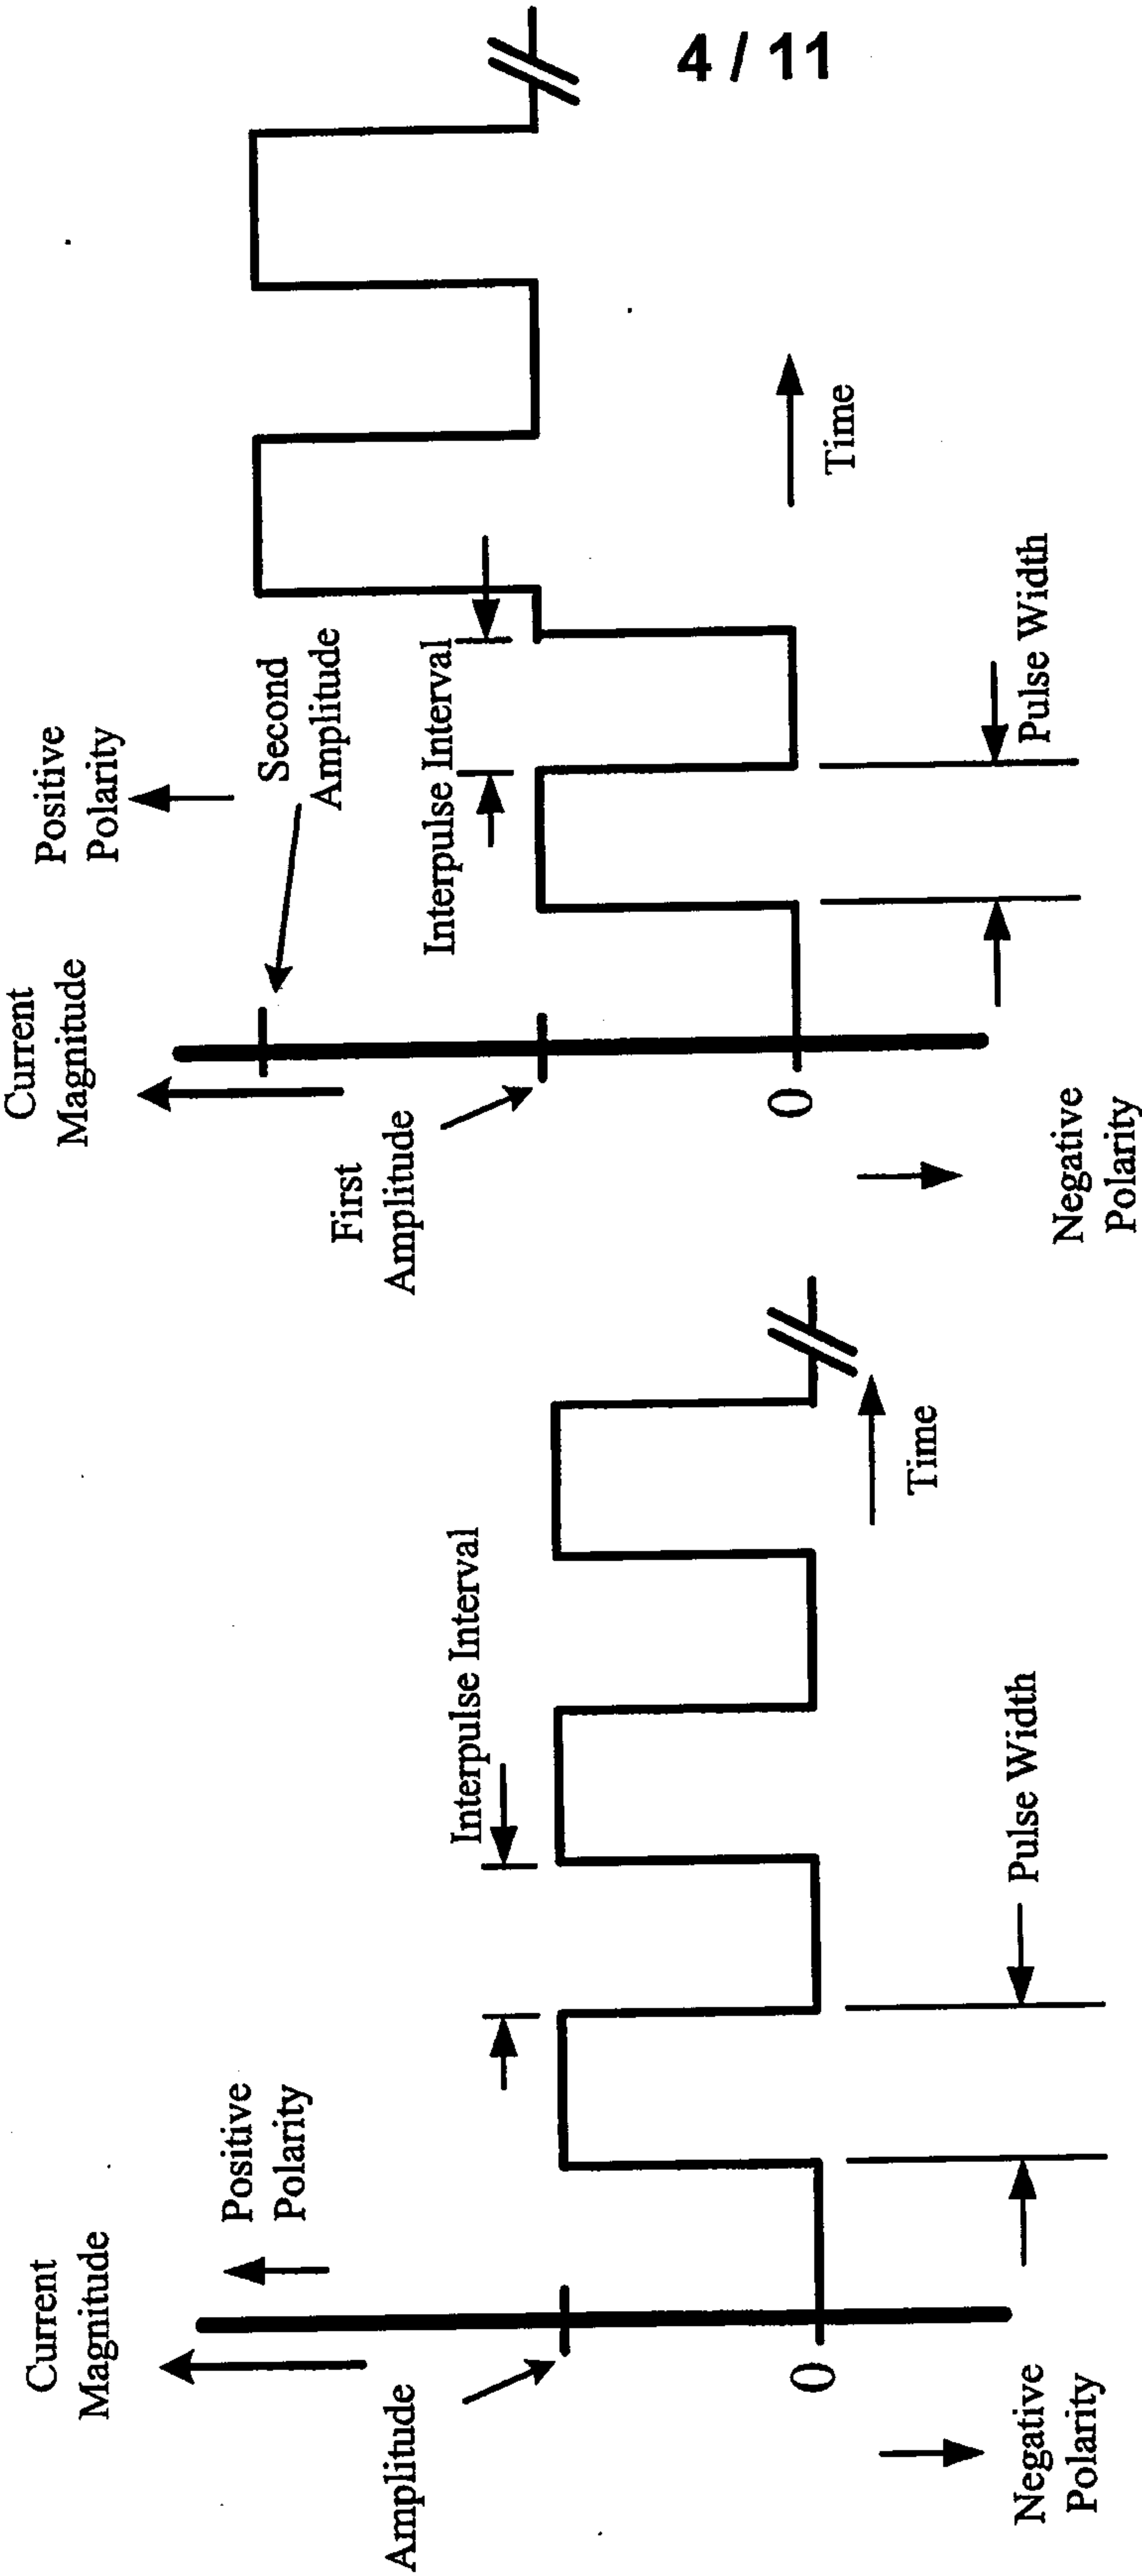 4 / 11
Current
Magnitude
Positive
Polarity
Amplitude
Interpulse Interval
0
Time
Negative
Polarity
Pulse Width
Current
Magnitude
Positive
Polarity
Second
Amplitude
First
Amplitude
Interpulse Interval
0
Time
Negative
Polarity
Pulse Width